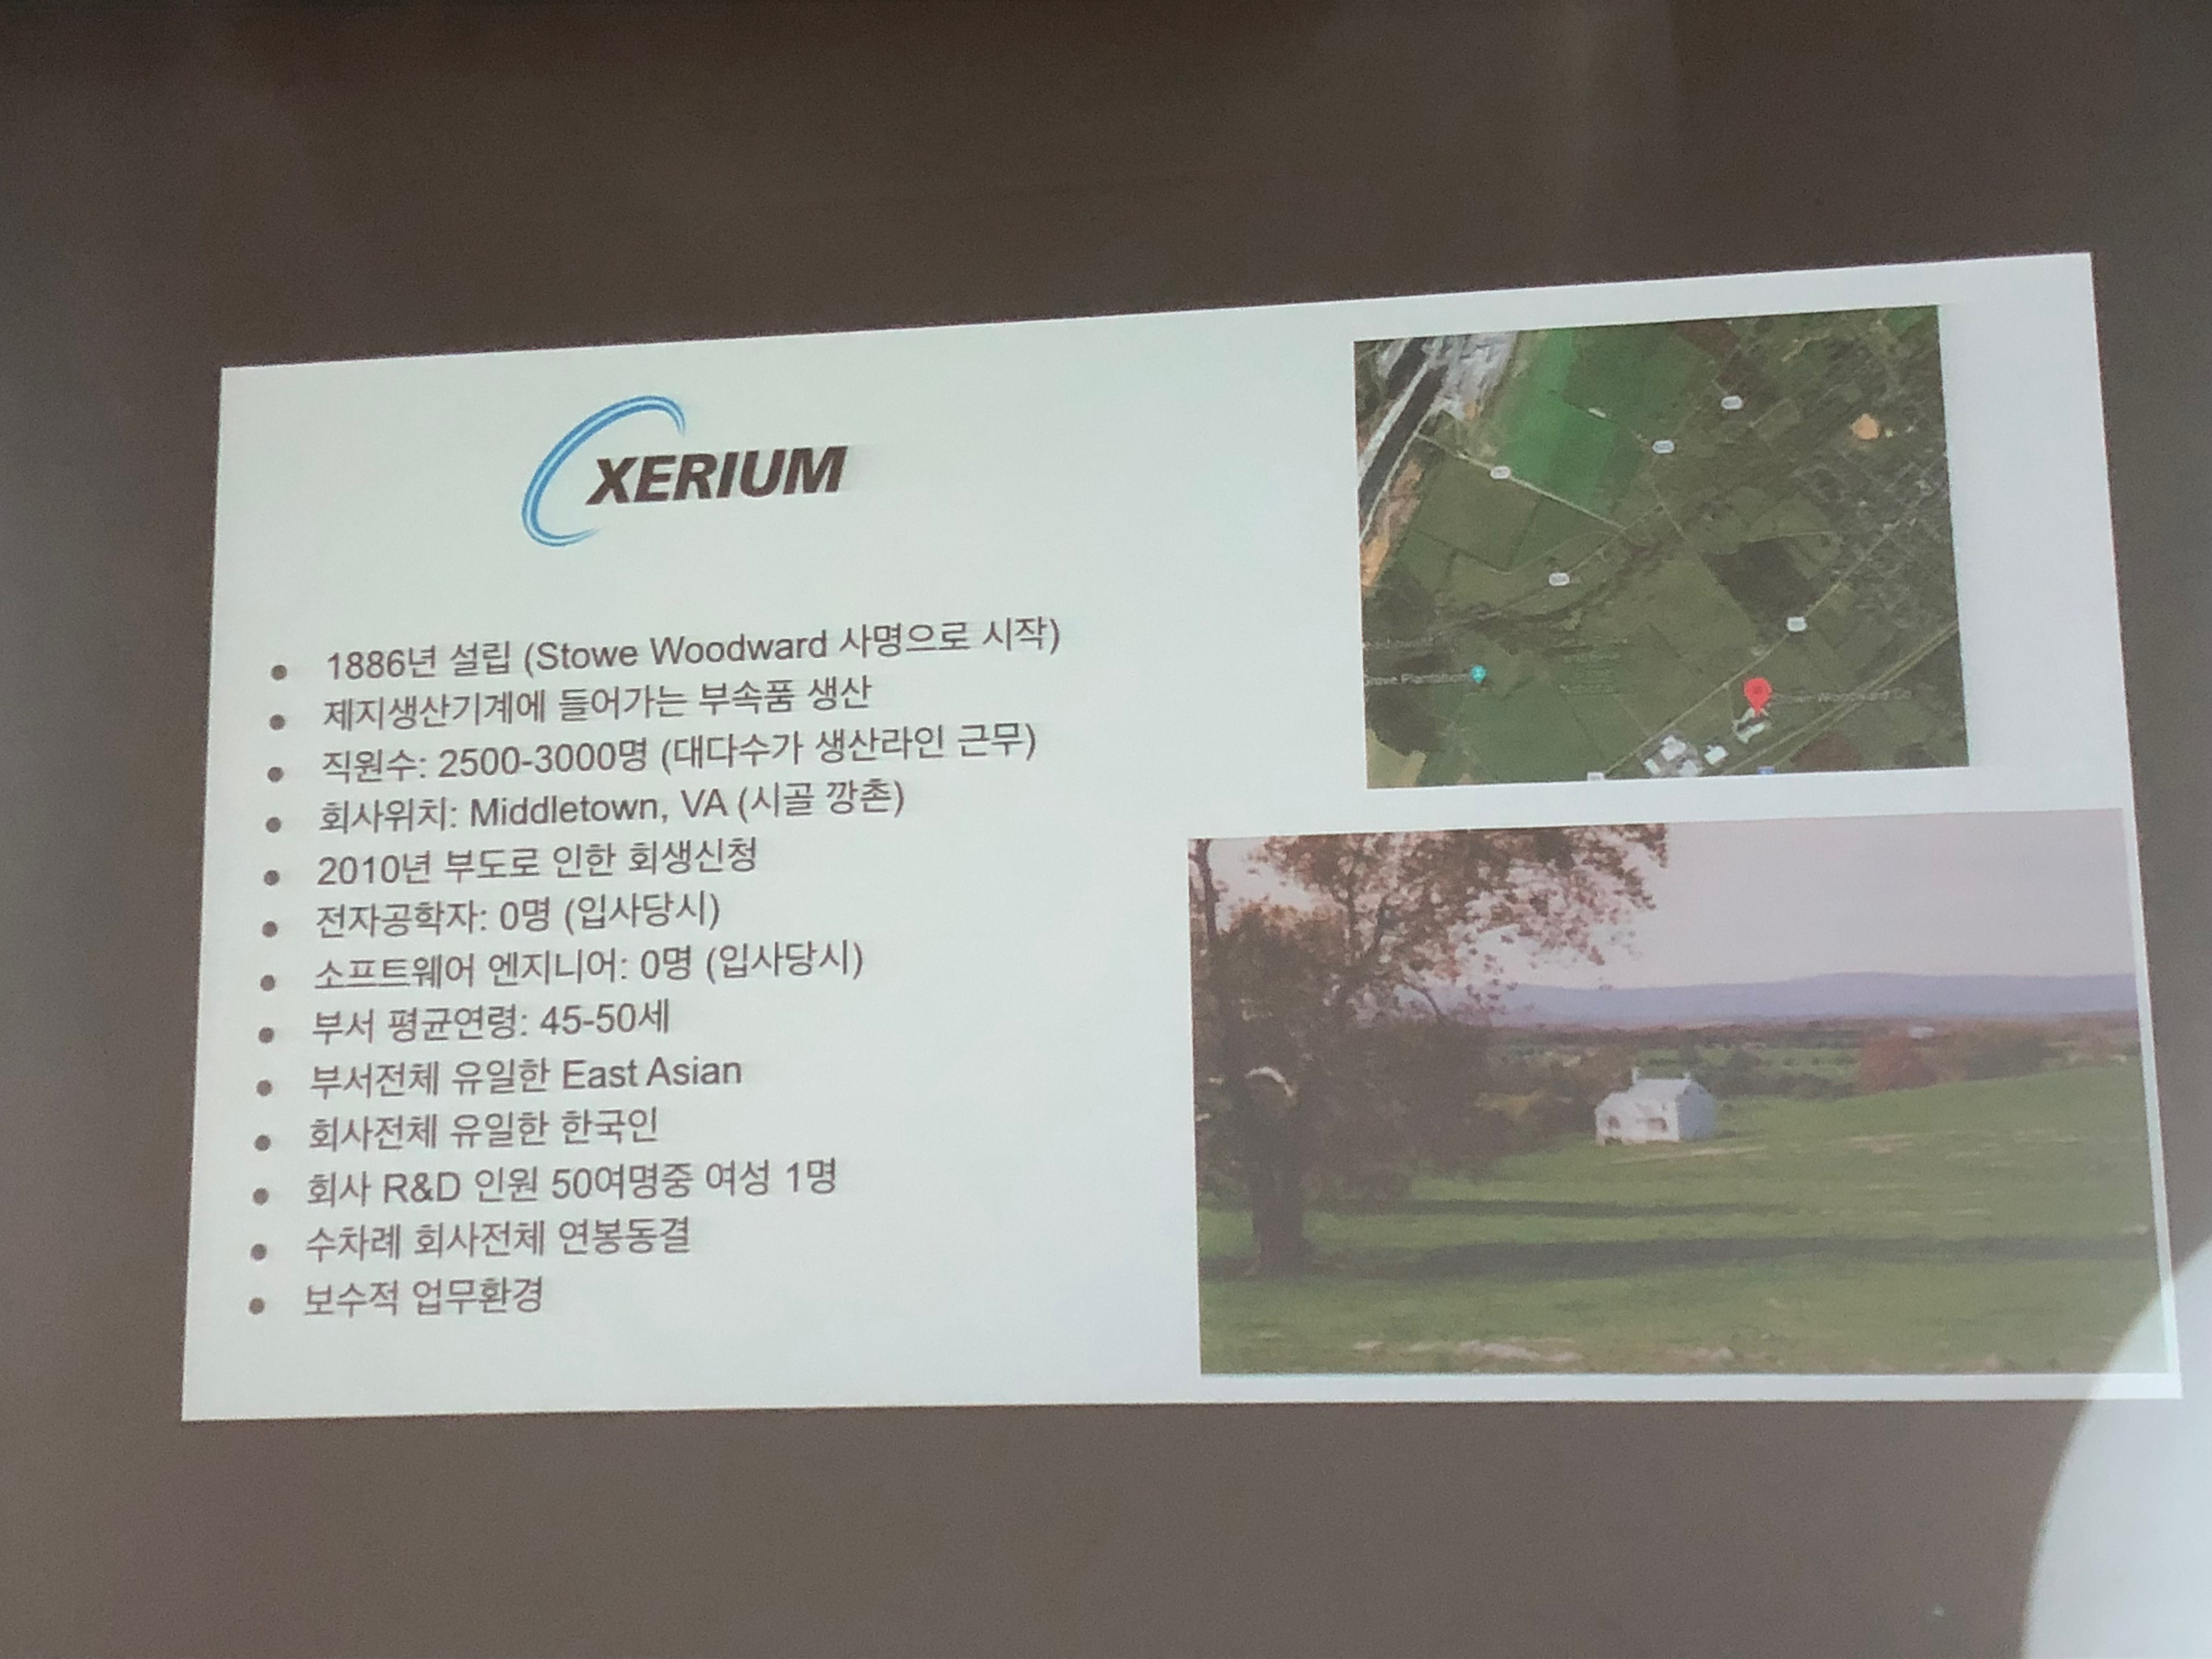 XERIUM
• 1886년 설립 (Stowe Woodward 사명으로 시작)
• 제지생산기계에 들어가는 부속품 생산
• 직원수: 2500-3000명 (대다수가 생산라인 근무)
• 회사위치: Middletown, VA (시골 깡촌)
• 2010년 부도로 인한 회생신청
• 전자공학자: 0명 (입사당시)
• 소프트웨어 엔지니어: 0명 (입사당시)
• 부서 평균연령: 45-50세
• 부서전체 유일한 East Asian
• 회사전체 유일한 한국인
• 회사 R&D 인원 50여명중 여성 1명
• 수차례 회사전체 연봉동결
• 보수적 업무환경
Grove Plantation
Woodward Co